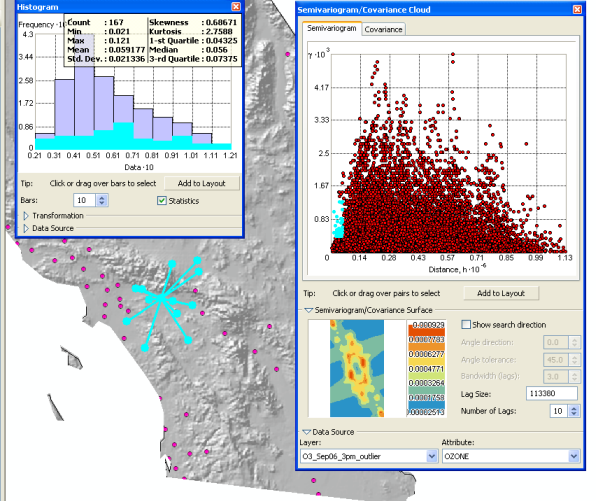 Histogram
Frequency ·10
Count : 167 Skewness : 0.68671
Min : 0.021 Kurtosis : 2.7588
Max : 0.121 1-st Quartile : 0.04325
Mean : 0.059177 Median : 0.056
Std. Dev. : 0.021336 3-rd Quartile : 0.07375
4.3
3.44
2.58
1.72
0.86
0
0.21 0.31 0.41 0.51 0.61 0.71 0.81 0.91 1.01 1.11 1.21
Data·10
Tip: Click or drag over bars to select Add to Layout
Bars: 10 Statistics
Transformation
Data Source
Semivariogram/Covariance Cloud
Semivariogram Covariance
γ·10³
4.17
3.33
2.5
1.67
0.83
0 0.14 0.28 0.43 0.57 0.71 0.85 0.99 1.13
Distance, h·10⁻⁶
Tip: Click or drag over pairs to select Add to Layout
Semivariogram/Covariance Surface
0.000929
0.0007783
0.0006277
0.0004771
0.0003264
0.0001758
Show search direction
Angle direction: 0.0
Angle tolerance: 45.0
Bandwidth (lags): 3.0
Lag Size: 113380
Number of Lags: 10
Data Source
Layer: Attribute:
O3_Sep06_3pm_outlier OZONE